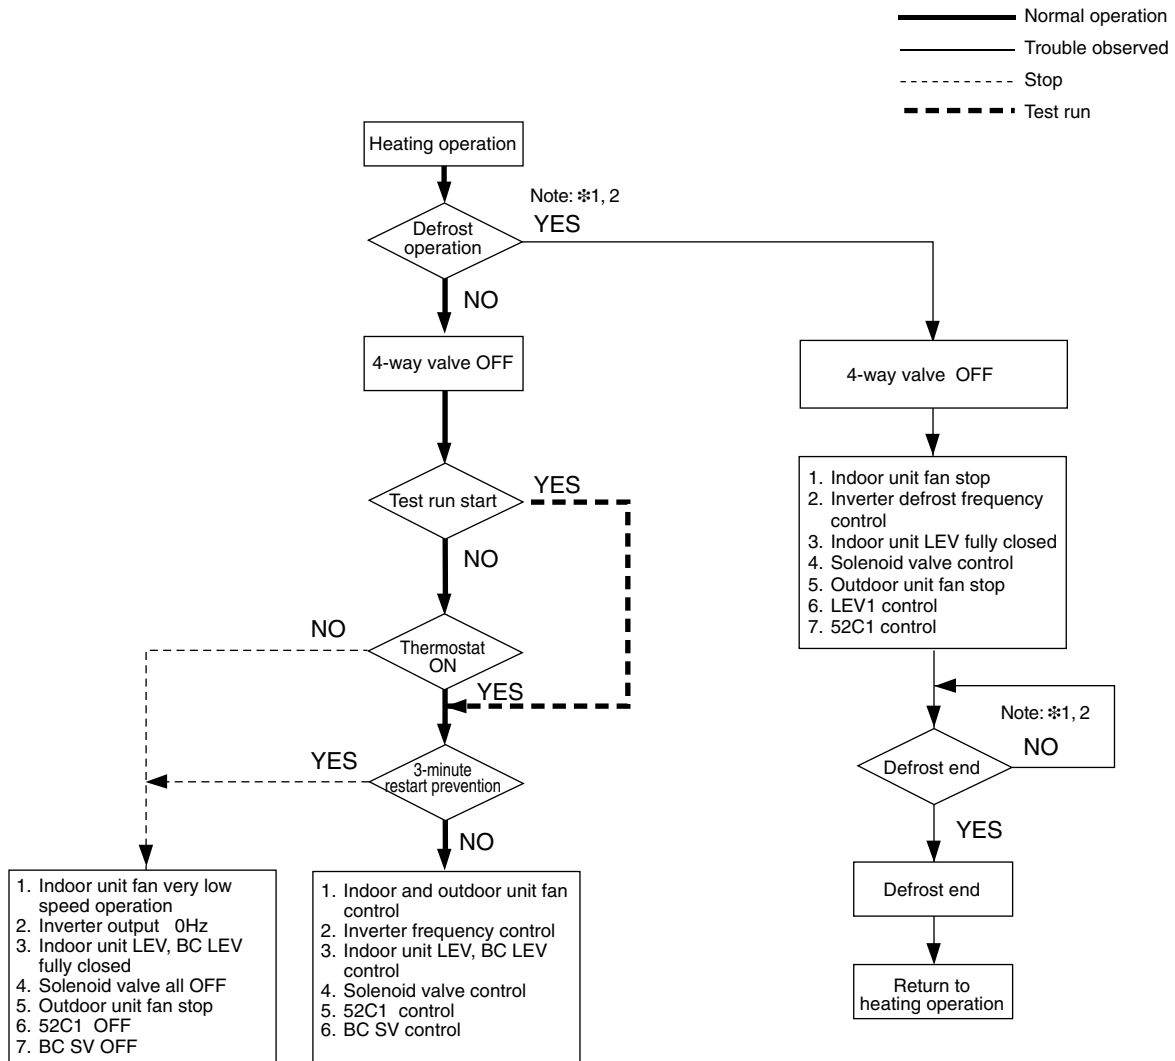 Normal operation
Trouble observed
Stop
Test run
Heating operation
Note: ✻1, 2
YES
Defrost
operation
NO
4-way valve OFF
4-way valve  OFF
Test run start
YES
NO
1. Indoor unit fan stop
2. Inverter defrost frequency
control
3. Indoor unit LEV fully closed
4. Solenoid valve control
5. Outdoor unit fan stop
6. LEV1 control
7. 52C1 control
NO
Thermostat
ON
YES
Note: ✻1, 2
NO
Defrost end
YES
YES
3-minute
restart prevention
NO
Defrost end
Return to
heating operation
1. Indoor unit fan very low
speed operation
2. Inverter output   0Hz
3. Indoor unit LEV, BC LEV
fully closed
4. Solenoid valve all OFF
5. Outdoor unit fan stop
6. 52C1  OFF
7. BC SV OFF
1. Indoor and outdoor unit fan
control
2. Inverter frequency control
3. Indoor unit LEV, BC LEV
control
4. Solenoid valve control
5. 52C1  control
6. BC SV control